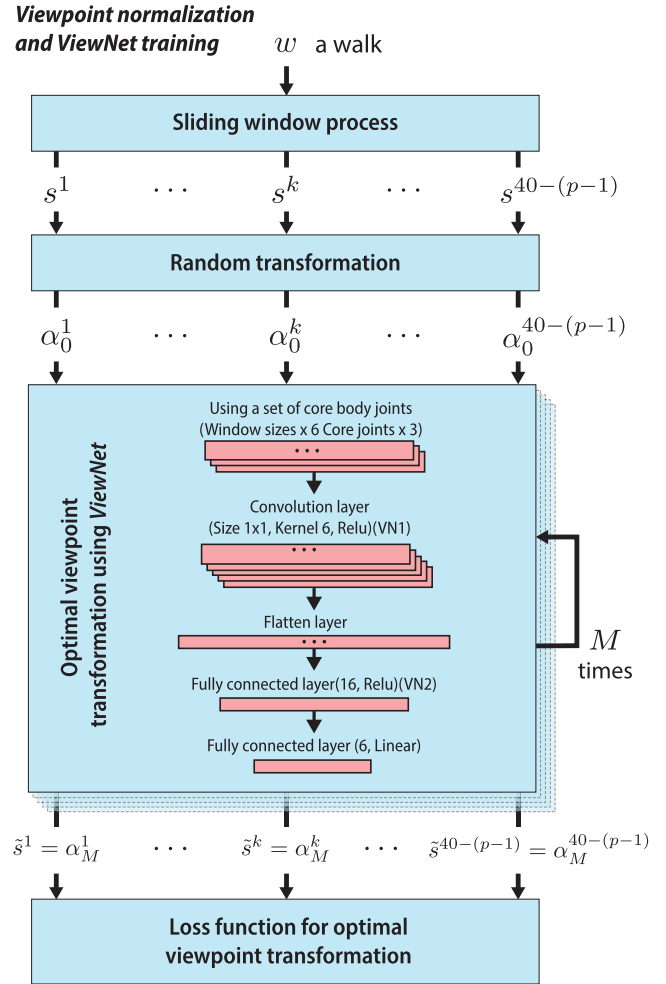 Viewpoint normalization
and ViewNet training
w a walk
Sliding window process
s^1 ⋯ s^k ⋯ s^{40−(p−1)}
Random transformation
α_0^1 ⋯ α_0^k ⋯ α_0^{40−(p−1)}
Optimal viewpoint
transformation using ViewNet
Using a set of core body joints
(Window sizes x 6 Core joints x 3)
•••
Convolution layer
(Size 1x1, Kernel 6, Relu)(VN1)
•••
Flatten layer
•••
Fully connected layer(16, Relu)(VN2)
Fully connected layer (6, Linear)
M
times
s̃^1 = α_M^1 ⋯ s̃^k = α_M^k ⋯ s̃^{40−(p−1)} = α_M^{40−(p−1)}
Loss function for optimal
viewpoint transformation